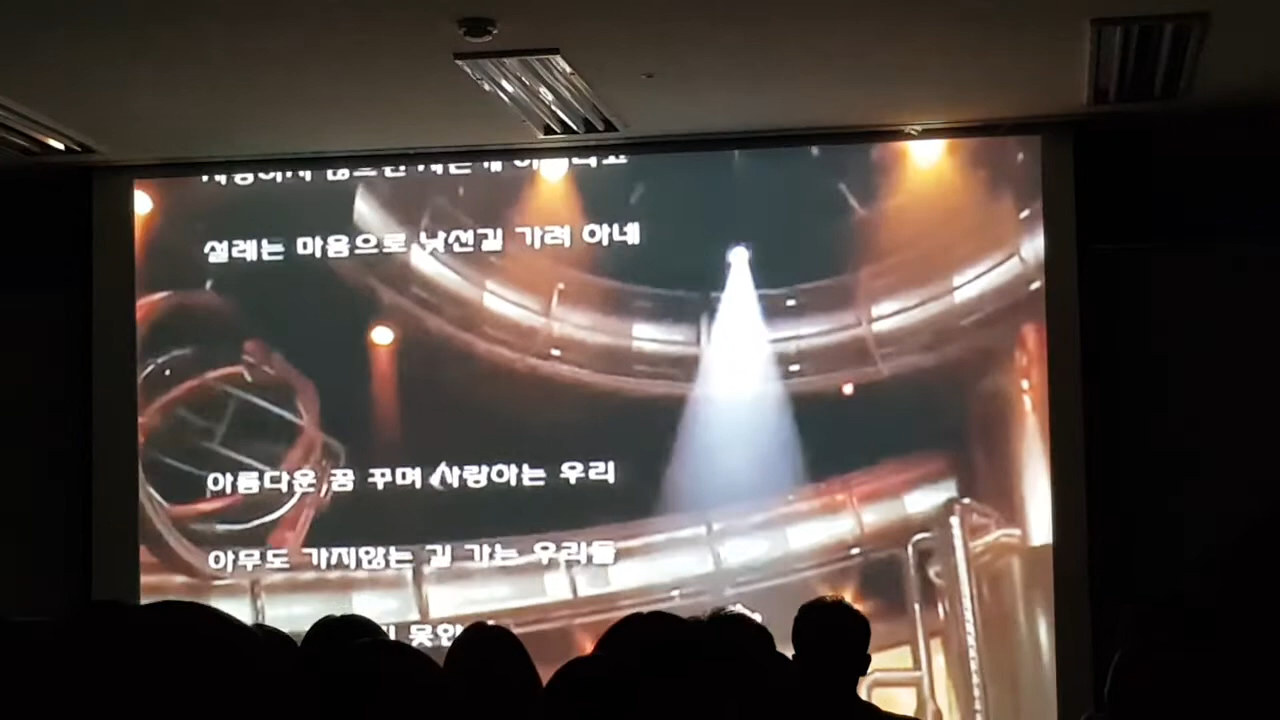 설레는 마음으로 낯선길 가려 하네
아름다운 꿈 꾸며 사랑하는 우리
아무도 가지않는 길 가는 우리들
못한